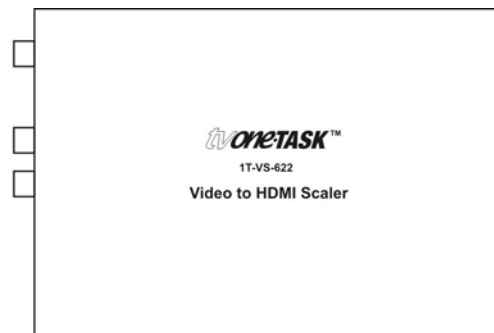 tvone-TASK™
1T-VS-622
Video to HDMI Scaler